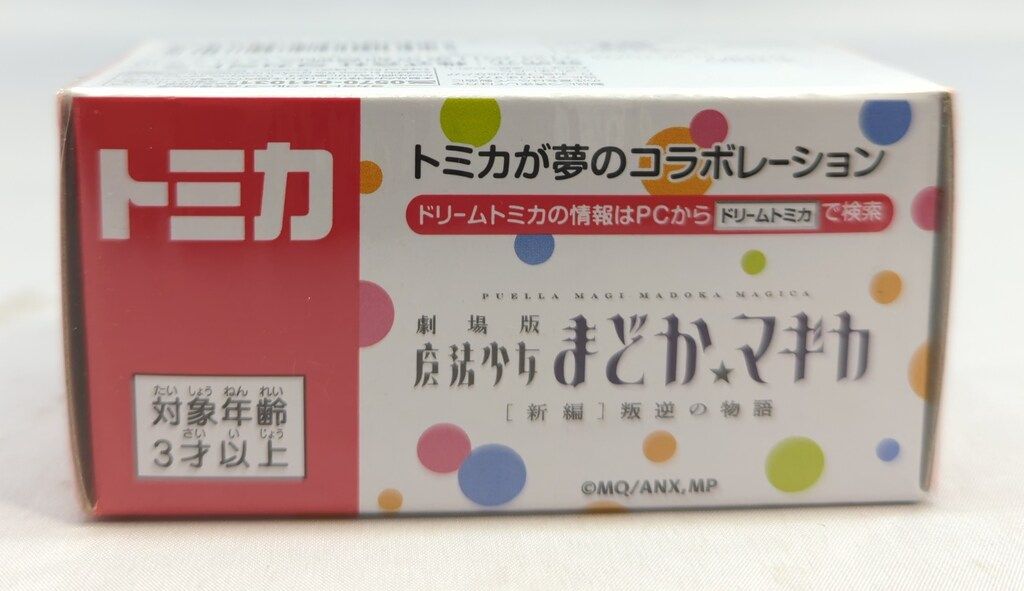 トミカ
たいしょうねんれい
対象年齢
さいいじょう
3才以上
トミカが夢のコラボレーション
ドリームトミカの情報はPCから ドリームトミカ で検索
PUELLA MAGI MADOKA MAGICA
劇場版
魔法少女 まどか★マギカ
[新編]叛逆の物語
©MQ/ANX,MP